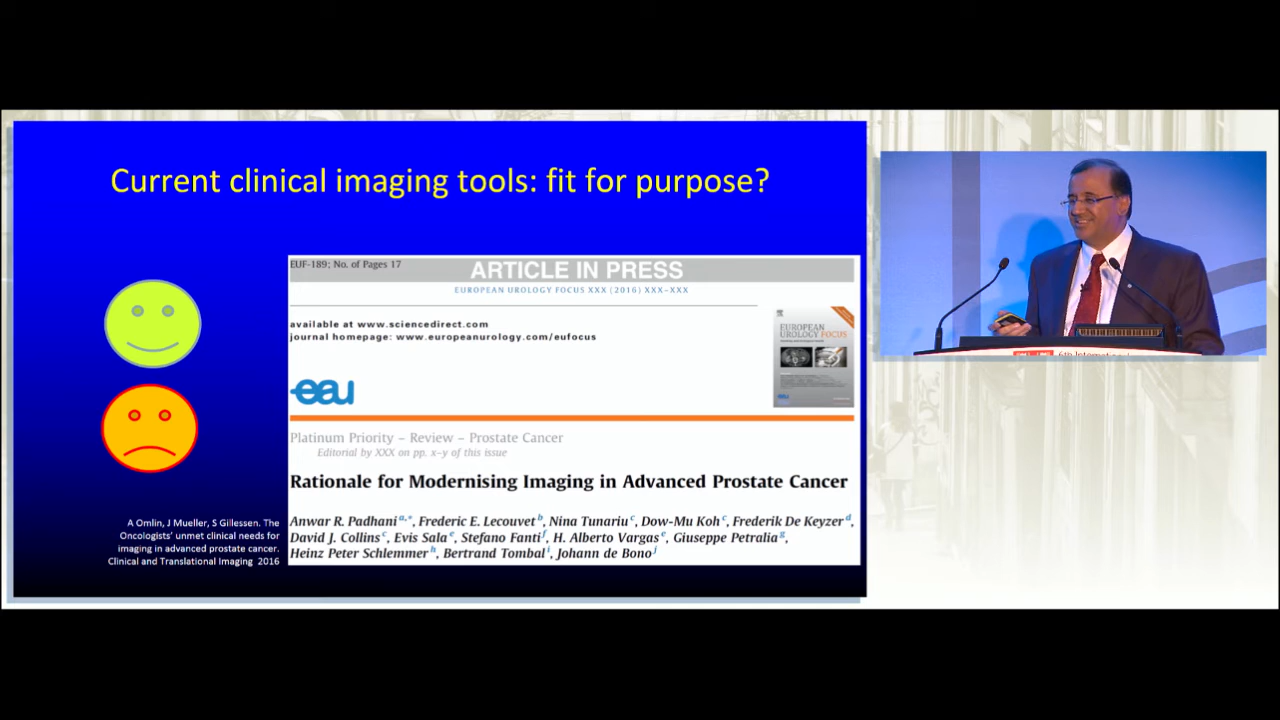 Current clinical imaging tools: fit for purpose?
EUF-189; No. of Pages 17
ARTICLE IN PRESS
EUROPEAN UROLOGY FOCUS XXX (2016) XXX–XXX
available at www.sciencedirect.com
journal homepage: www.europeanurology.com/eufocus
EUROPEAN
UROLOGY FOCUS
eau
Platinum Priority – Review – Prostate Cancer
Editorial by XXX on pp. x–y of this issue
Rationale for Modernising Imaging in Advanced Prostate Cancer
Anwar R. Padhani a,*, Frederic E. Lecouvet b, Nina Tunariu c, Dow-Mu Koh c, Frederik De Keyzer d,
David J. Collins c, Evis Sala e, Stefano Fanti f, H. Alberto Vargas e, Giuseppe Petralia g,
Heinz Peter Schlemmer h, Bertrand Tombal i, Johann de Bono j
A Omlin, J Mueller, S Gillessen. The
Oncologists’ unmet clinical needs for
imaging in advanced prostate cancer.
Clinical and Translational Imaging 2016
6th International